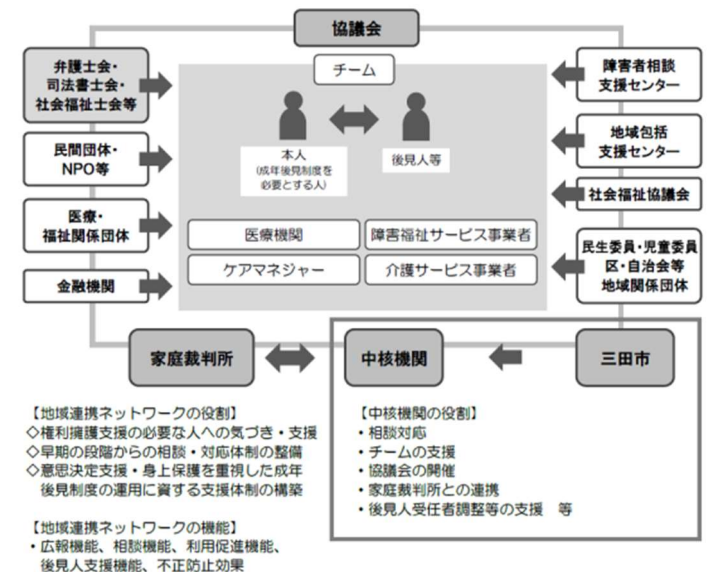 協議会
チーム
弁護士会・
司法書士会・
社会福祉士会等
民間団体・
NPO等
医療・
福祉関係団体
金融機関
本人
(成年後見制度を
必要とする人)
後見人等
医療機関
障害福祉サービス事業者
ケアマネジャー
介護サービス事業者
障害者相談
支援センター
地域包括
支援センター
社会福祉協議会
民生委員・児童委員
区・自治会等
地域関係団体
家庭裁判所
中核機関
三田市
【地域連携ネットワークの役割】
◇権利擁護支援の必要な人への気づき・支援
◇早期の段階からの相談・対応体制の整備
◇意思決定支援・身上保護を重視した成年
後見制度の運用に資する支援体制の構築
【地域連携ネットワークの機能】
・広報機能、相談機能、利用促進機能、
後見人支援機能、不正防止効果
【中核機関の役割】
・相談対応
・チームの支援
・協議会の開催
・家庭裁判所との連携
・後見人受任者調整等の支援　等